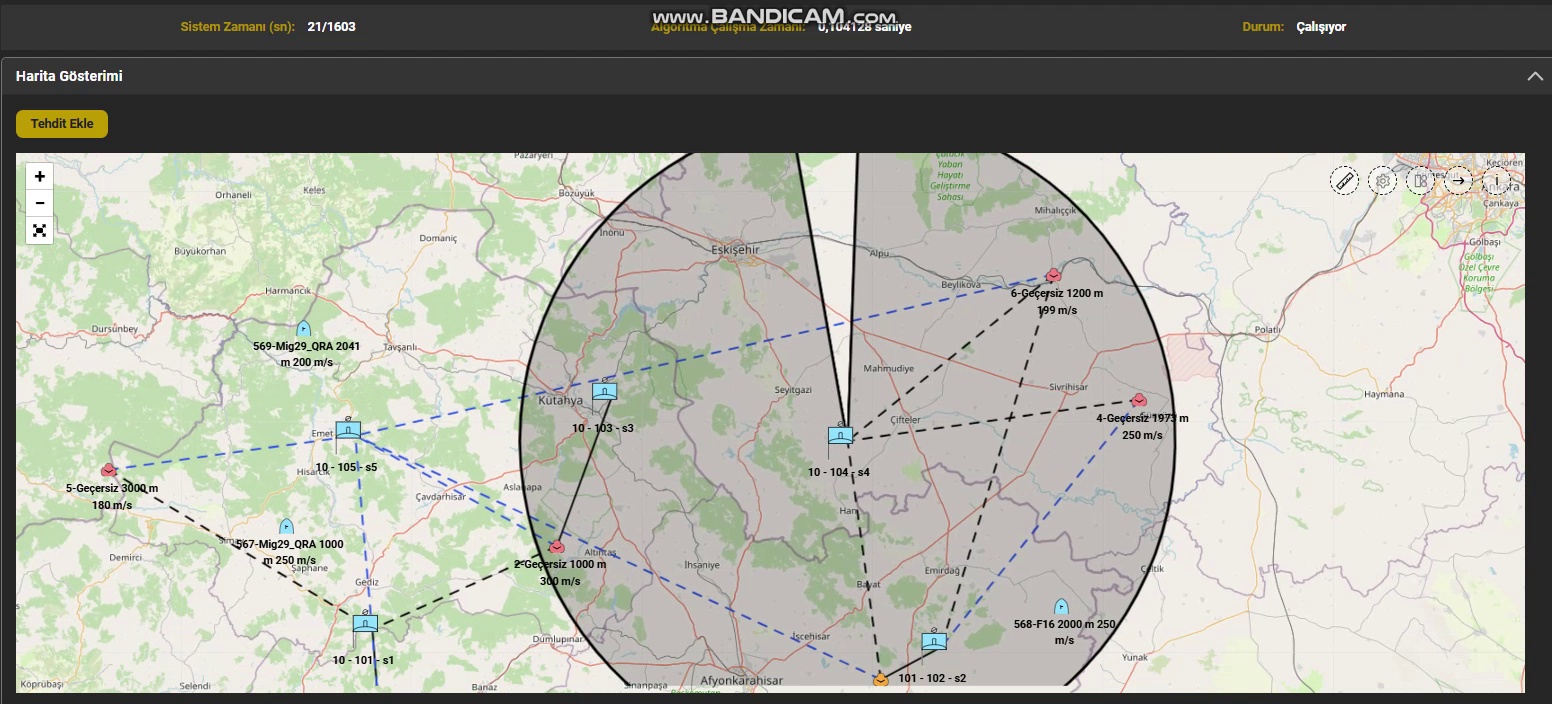 www.BANDICAM.com
Sistem Zamanı (sn): 21/1603
Algoritma Çalışma Zamanı: 0,104128 saniye
Durum: Çalışıyor
Harita Gösterimi
Tehdit Ekle
+
−
Pazaryeri
Orhaneli
Keles
Bozüyük
İnönü
Domaniç
Büyükorhan
Eskişehir
Alpu
Beylikova
Mihalıççık
Çatacık
Yaban
Hayatı
Geliştirme
Sahası
Keçiören
Ankara
Çankaya
Gölbaşı
Gölbaşı
Özel Çevre
Koruma
Bölgesi
Harmancık
Dursunbey
Tavşanlı
569-Mig29_QRA 2041
m 200 m/s
6-Geçersiz 1200 m
199 m/s
Polatlı
Mahmudiye
Seyitgazi
Sivrihisar
Haymana
Kütahya
10 - 103 - s3
Çifteler
4-Geçersiz 1973 m
250 m/s
Emet
10 - 105 - s5
Hisarcık
10 - 104 - s4
5-Geçersiz 3000 m
180 m/s
Çavdarhisar
Aslanapa
Han
567-Mig29_QRA 1000
m 250 m/s
Simav
Demirci
Şaphane
Gediz
2-Geçersiz 1000 m
300 m/s
Altıntaş
İhsaniye
Bayat
Emirdağ
Çeltik
568-F16 2000 m 250
m/s
Dumlupınar
İscehisar
Yunak
10 - 101 - s1
101 - 102 - s2
Köprübaşı
Selendi
Banaz
Sinanpaşa
Afyonkarahisar